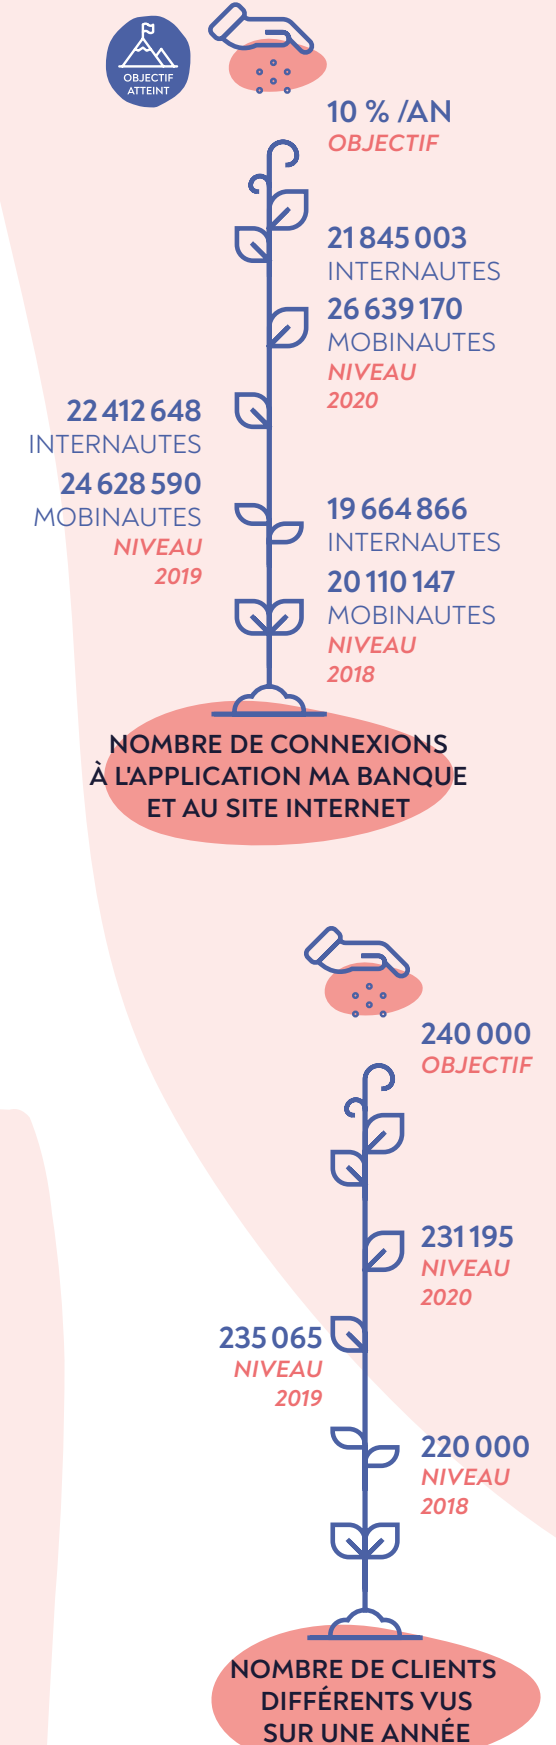 OBJECTIF
ATTEINT
10 % /AN
OBJECTIF
21 845 003
INTERNAUTES
26 639 170
MOBINAUTES
NIVEAU
2020
22 412 648
INTERNAUTES
24 628 590
MOBINAUTES
NIVEAU
2019
19 664 866
INTERNAUTES
20 110 147
MOBINAUTES
NIVEAU
2018
NOMBRE DE CONNEXIONS
À L'APPLICATION MA BANQUE
ET AU SITE INTERNET
240 000
OBJECTIF
231 195
NIVEAU
2020
235 065
NIVEAU
2019
220 000
NIVEAU
2018
NOMBRE DE CLIENTS
DIFFÉRENTS VUS
SUR UNE ANNÉE